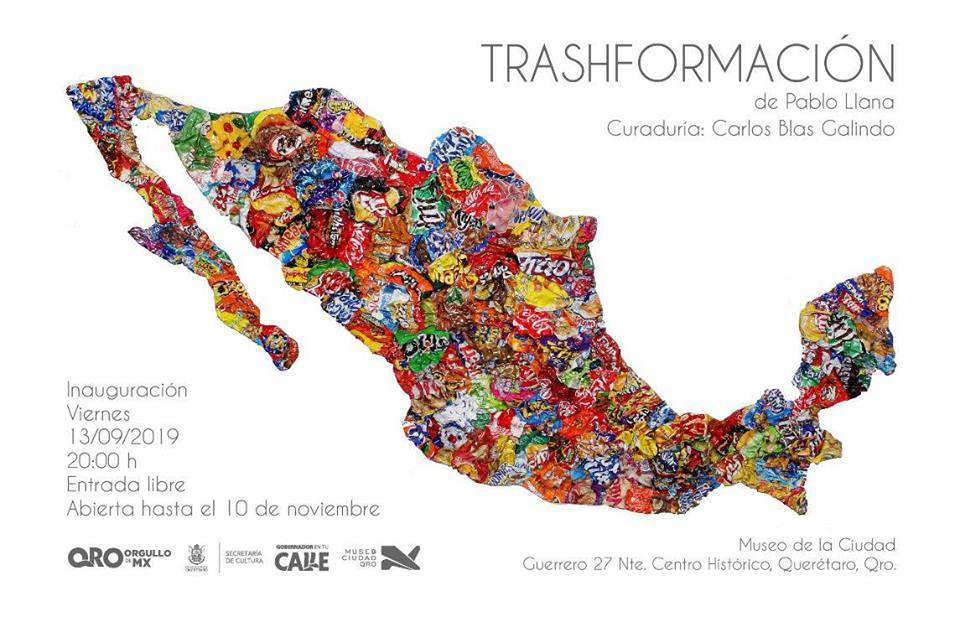 TRASHFORMACIÓN
de Pablo Llana
Curaduría: Carlos Blas Galindo
Inauguración
Viernes
13/09/2019
20:00 h
Entrada libre
Abierta hasta el 10 de noviembre
QRO ORGULLO DE MX
SECRETARÍA
DE CULTURA
GOBERNADOR EN TU
CALLE
MUSEO
CIUDAD
QRO
Museo de la Ciudad
Guerrero 27 Nte. Centro Histórico, Querétaro, Qro.